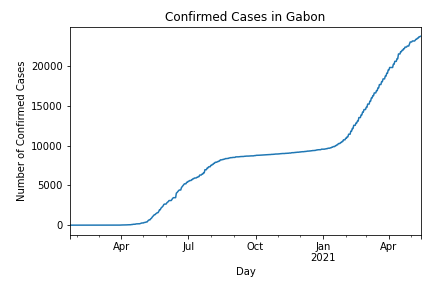 Confirmed Cases in Gabon
Number of Confirmed Cases
20000
15000
10000
5000
0
Apr
Jul
Oct
Jan
2021
Apr
Day